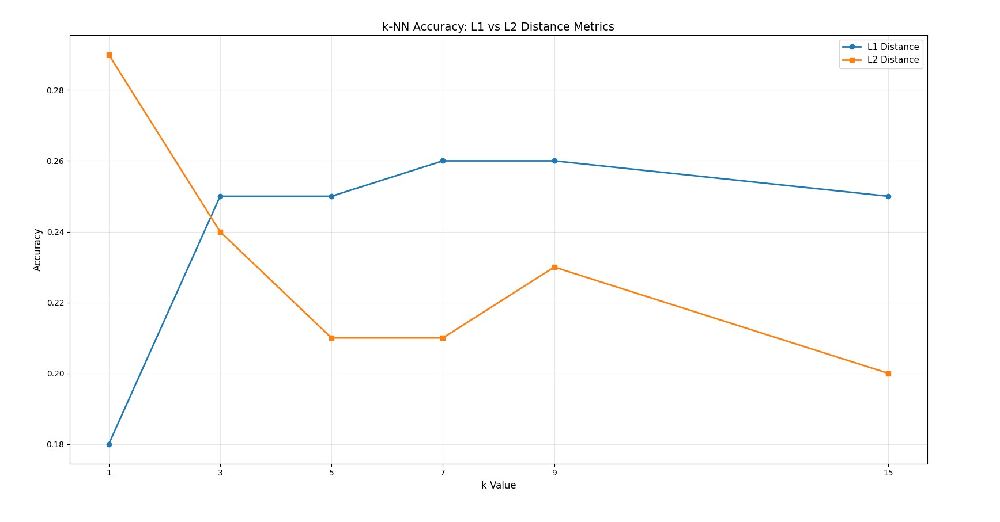 k-NN Accuracy: L1 vs L2 Distance Metrics
L1 Distance
L2 Distance
Accuracy
0.28
0.26
0.24
0.22
0.20
0.18
1 3 5 7 9 15
k Value